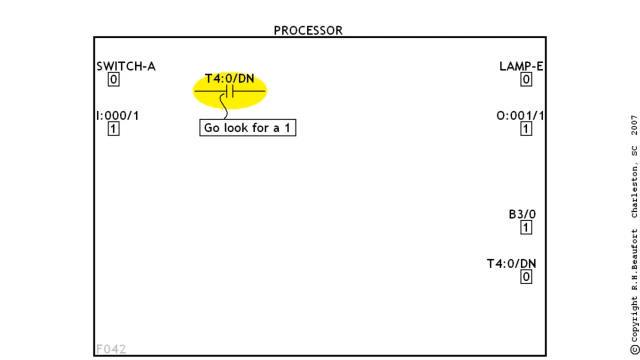 PROCESSOR
SWITCH-A
0
T4:0/DN
LAMP-E
0
I:000/1
1
Go look for a 1
O:001/1
1
B3/0
1
T4:0/DN
0
F042
© Copyright R.H.Beaufort Charleston, SC 2007